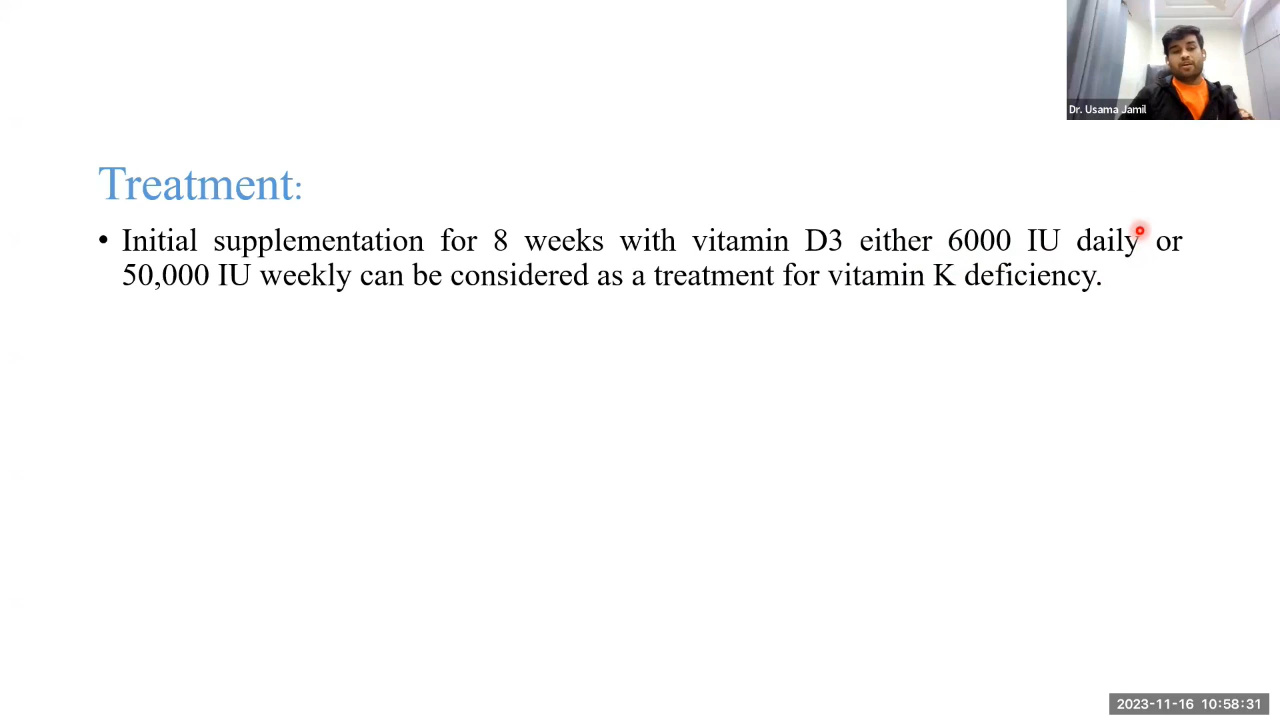 Dr. Usama Jamil
Treatment:
• Initial supplementation for 8 weeks with vitamin D3 either 6000 IU daily or
50,000 IU weekly can be considered as a treatment for vitamin K deficiency.
2023-11-16 10:58:31